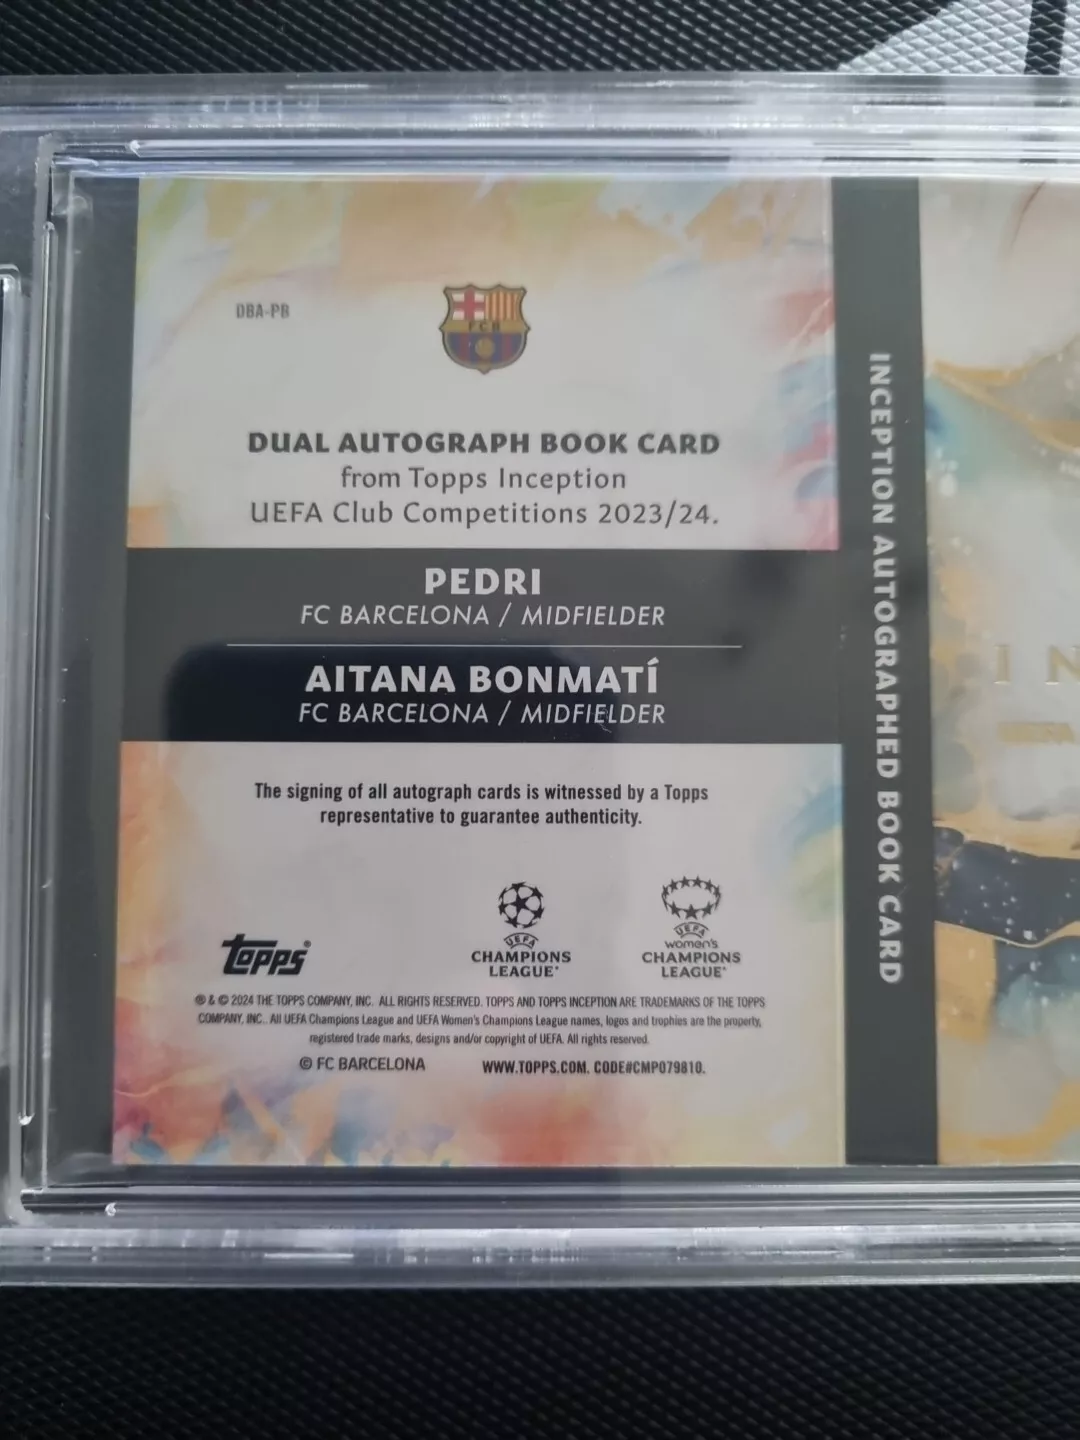 DBA-PB
FCB
DUAL AUTOGRAPH BOOK CARD
from Topps Inception
UEFA Club Competitions 2023/24.
PEDRI
FC BARCELONA / MIDFIELDER
AITANA BONMATÍ
FC BARCELONA / MIDFIELDER
The signing of all autograph cards is witnessed by a Topps
representative to guarantee authenticity.
topps®
UEFA
CHAMPIONS
LEAGUE®
UEFA
women's
CHAMPIONS
LEAGUE®
® & © 2024 THE TOPPS COMPANY, INC. ALL RIGHTS RESERVED. TOPPS AND TOPPS INCEPTION ARE TRADEMARKS OF THE TOPPS
COMPANY, INC.. All UEFA Champions League and UEFA Women's Champions League names, logos and trophies are the property,
registered trade marks, designs and/or copyright of UEFA. All rights reserved.
© FC BARCELONA WWW.TOPPS.COM. CODE#CMP079810.
INCEPTION AUTOGRAPHED BOOK CARD
IN